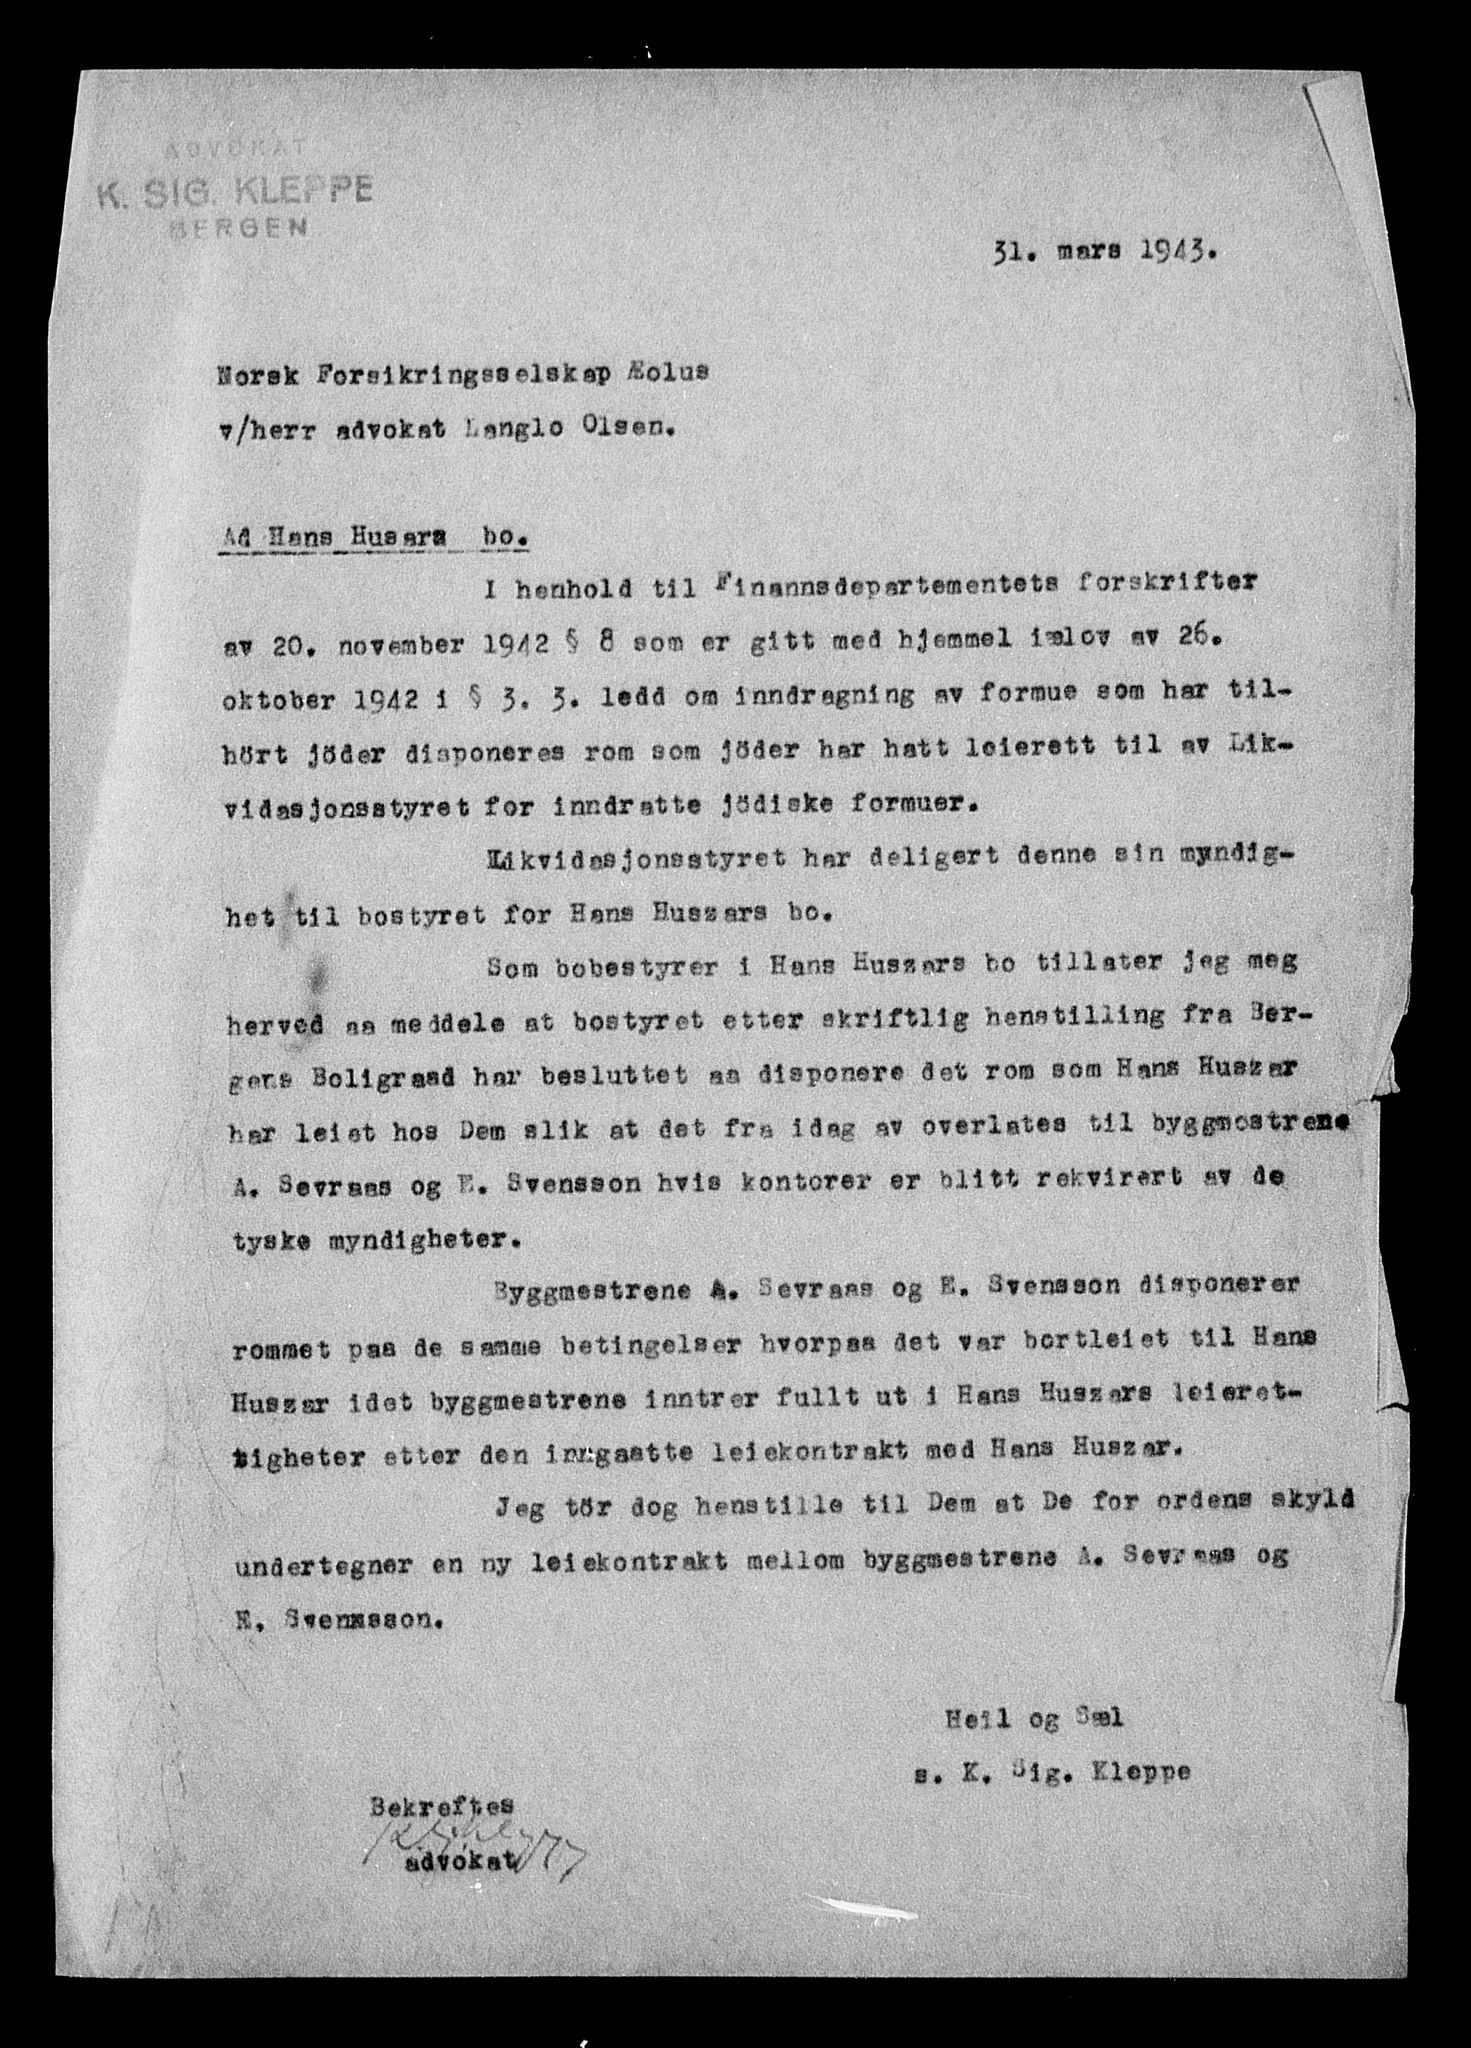 ADVOKAT
K. SIG. KLEPPE
BERGEN
31. mars 1943.
Norsk Forsikringsselskap Æolus
v/herr advokat Langlo Olsen.
Ad Hans Husars bo.
I henhold til Finannsdepartementets forskrifter
av 20. november 1942 § 8 som er gitt med hjemmel i lov av 26.
oktober 1942 i § 3. 3. ledd om inndragning av formue som har til-
hört jöder disponeres rom som jöder har hatt leierett til av Lik-
vidasjonsstyret for inndratte jödiske formuer.
Likvidasjonsstyret har deligert denne sin myndig-
het til bostyret for Hans Huszars bo.
Som bobestyrer i Hans Huszars bo tillater jeg meg
herved aa meddele at bostyret etter skriftlig henstilling fra Ber-
gens Boligraad har besluttet aa disponere det rom som Hans Huszar
har leiet hos Dem slik at det fra idag av overlates til byggmestrene
A. Sevraas og E. Svensson hvis kontorer er blitt rekvirert av de
tyske myndigheter.
Byggmestrene A. Sevraas og E. Svensson disponerer
rommet paa de samme betingelser hvorpaa det var bortleiet til Hans
Huszar idet byggmestrene inntrer fullt ut i Hans Huszars leieret-
tigheter etter den inngaatte leiekontrakt med Hans Huszar.
Jeg tör dog henstille til Dem at De for ordens skyld
undertegner en ny leiekontrakt mellom byggmestrene A. Sevraas og
E. Svensson.
Heil og Sæl
s. K. Sig. Kleppe
Bekreftes
advokat